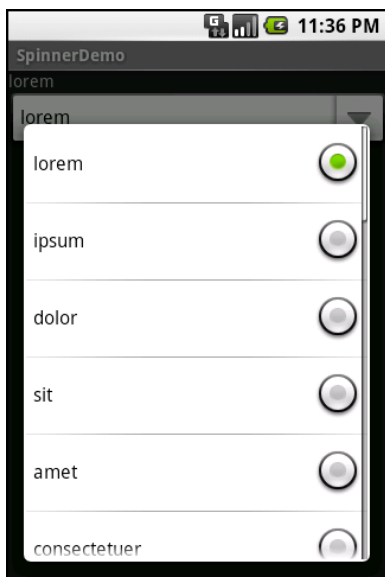 11:36 PM
SpinnerDemo
lorem
lorem
lorem
ipsum
dolor
sit
amet
consectetuer